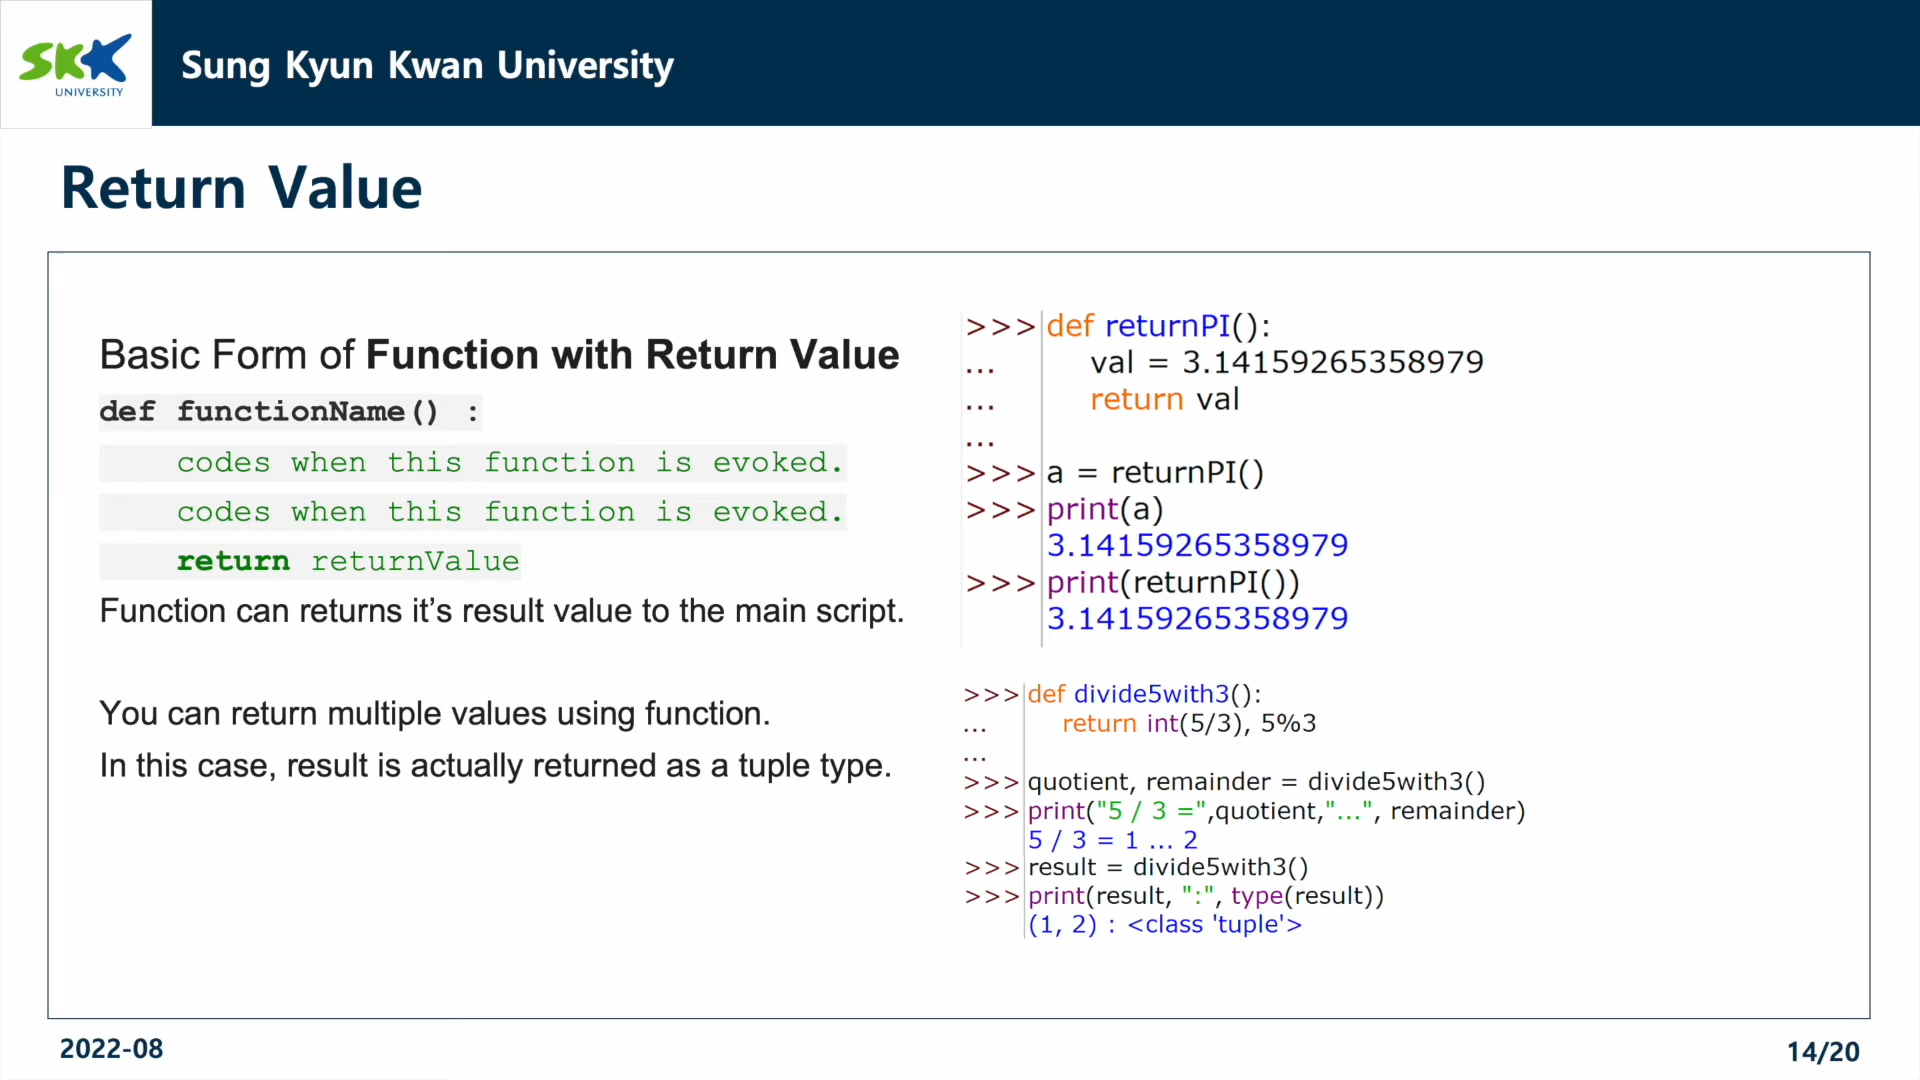 SKK
UNIVERSITY
Sung Kyun Kwan University
Return Value
Basic Form of Function with Return Value
def functionName() :
codes when this function is evoked.
codes when this function is evoked.
return returnValue
Function can returns it’s result value to the main script.
You can return multiple values using function.
In this case, result is actually returned as a tuple type.
>>> def returnPI():
...     val = 3.14159265358979
...     return val
...
>>> a = returnPI()
>>> print(a)
3.14159265358979
>>> print(returnPI())
3.14159265358979
>>> def divide5with3():
...     return int(5/3), 5%3
...
>>> quotient, remainder = divide5with3()
>>> print("5 / 3 =",quotient,"...", remainder)
5 / 3 = 1 ... 2
>>> result = divide5with3()
>>> print(result, ":", type(result))
(1, 2) : <class 'tuple'>
2022-08
14/20